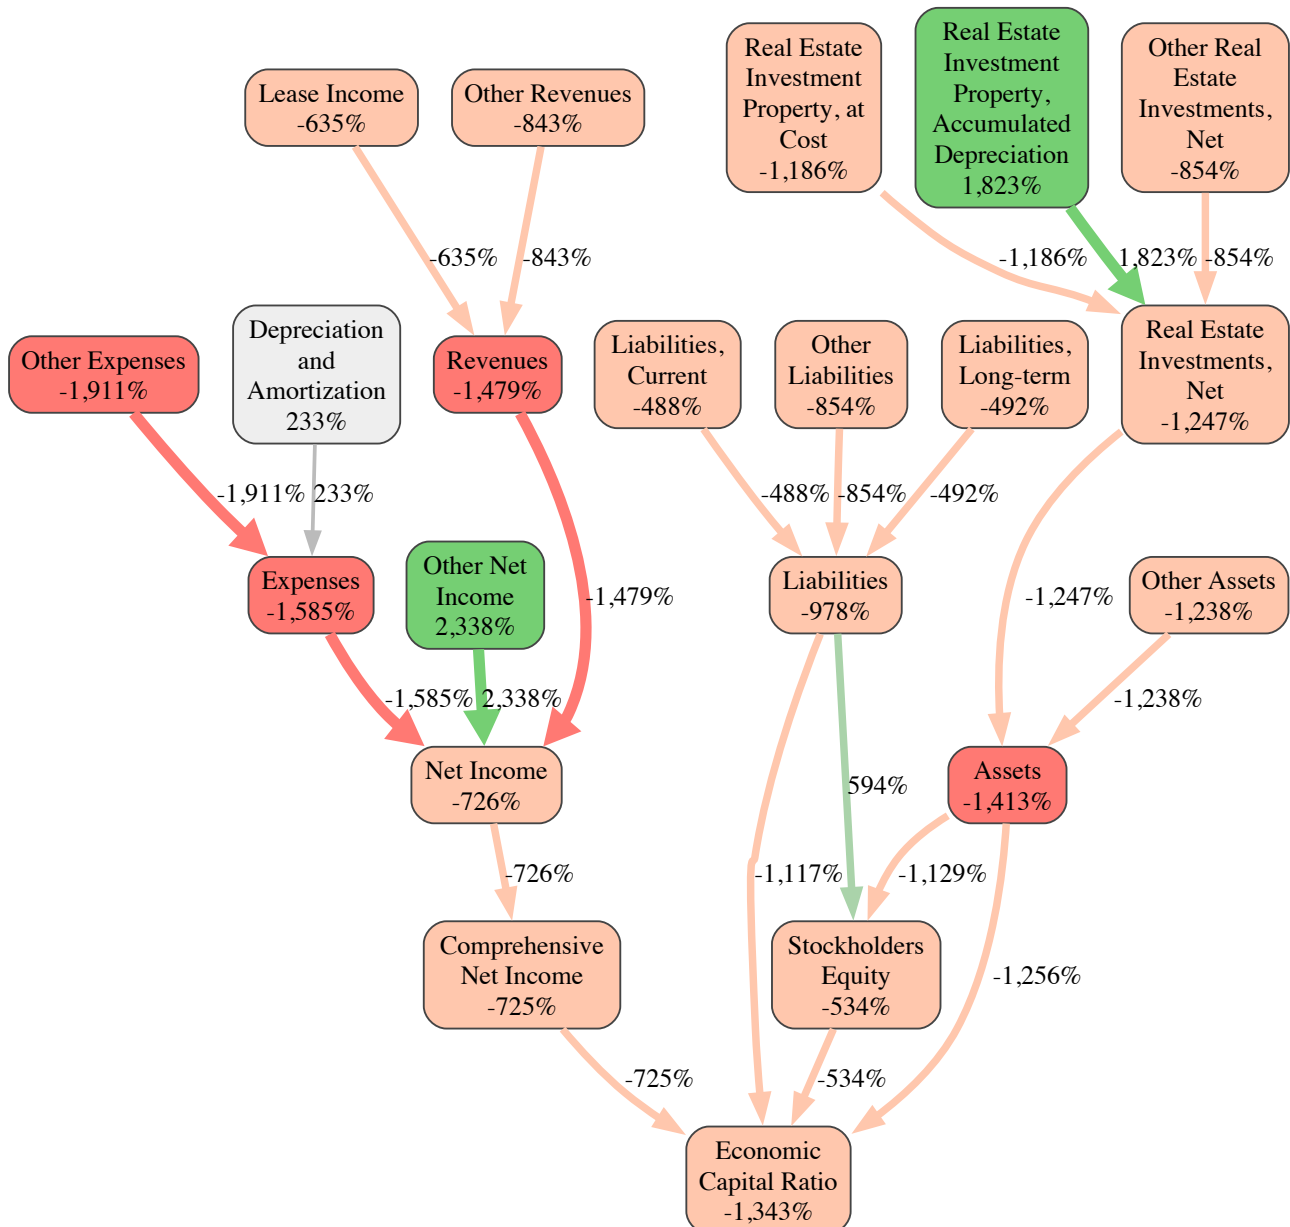 Real Estate
Investment
Property, at
Cost
-1,186%
Real Estate
Investment
Property,
Accumulated
Depreciation
1,823%
Other Real
Estate
Investments,
Net
-854%
Lease Income
-635%
Other Revenues
-843%
-635%
-843%
-1,186%
1,823%
-854%
Other Expenses
-1,911%
Depreciation
and
Amortization
233%
Revenues
-1,479%
Liabilities,
Current
-488%
Other
Liabilities
-854%
Liabilities,
Long-term
-492%
Real Estate
Investments,
Net
-1,247%
-1,911%
233%
-488%
-854%
-492%
Expenses
-1,585%
Other Net
Income
2,338%
-1,479%
Liabilities
-978%
-1,247%
Other Assets
-1,238%
-1,585%
2,338%
-1,238%
Net Income
-726%
594%
Assets
-1,413%
-726%
-1,117%
-1,129%
Comprehensive
Net Income
-725%
Stockholders
Equity
-534%
-1,256%
-725%
-534%
Economic
Capital Ratio
-1,343%